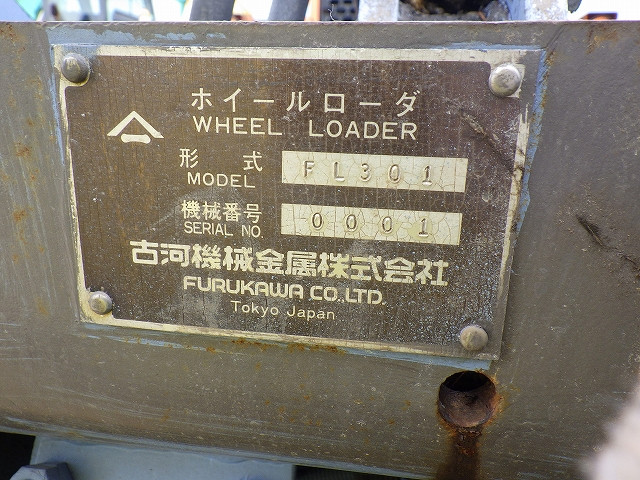 ホイールローダ
WHEEL LOADER
形式 FL301
MODEL
機械番号 0001
SERIAL NO.
古河機械金属株式会社
FURUKAWA CO.,LTD.
Tokyo Japan